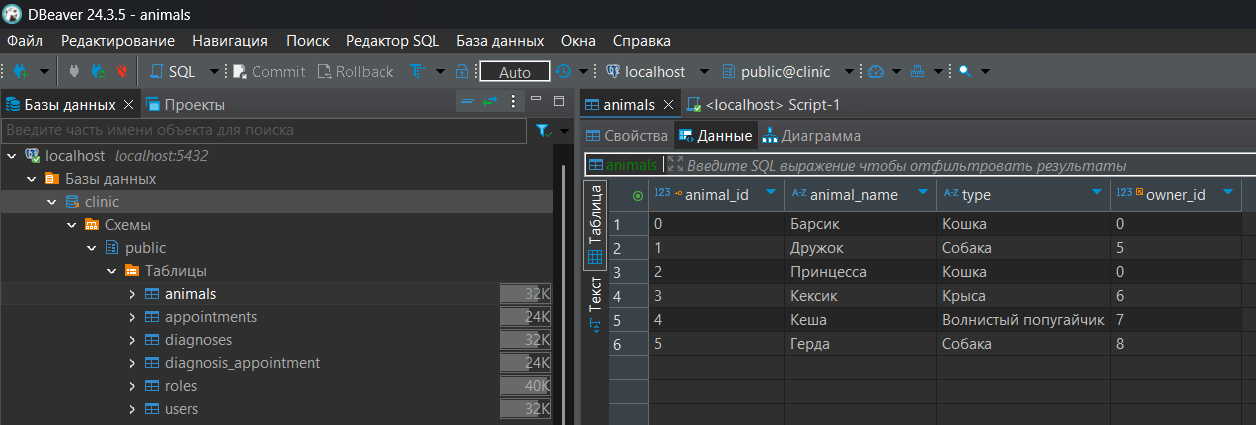 DBeaver 24.3.5 - animals
Файл Редактирование Навигация Поиск Редактор SQL База данных Окна Справка
SQL Commit Rollback Auto localhost public@clinic
Базы данных Проекты
Введите часть имени объекта для поиска
localhost localhost:5432
Базы данных
clinic
Схемы
public
Таблицы
animals 32K
appointments 24K
diagnoses 32K
diagnosis_appointment 24K
roles 40K
users 32K
animals <localhost> Script-1
Свойства Данные Диаграмма
animals Введите SQL выражение чтобы отфильтровать результаты
Таблица
Текст
123 animal_id A-Z animal_name A-Z type 123 owner_id
1 0 Барсик Кошка 0
2 1 Дружок Собака 5
3 2 Принцесса Кошка 0
4 3 Кексик Крыса 6
5 4 Кеша Волнистый попугайчик 7
6 5 Герда Собака 8